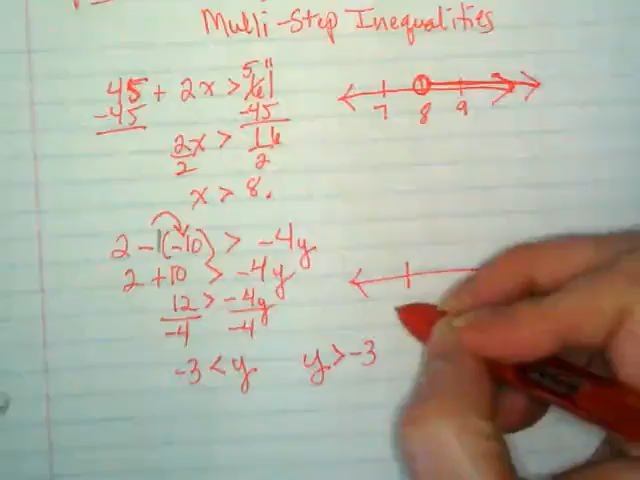 Multi-Step Inequalities
45 + 2x > 61
-45 -45
2x > 16
2 2
x > 8.
7 8 9
2 - 1(-10) > -4y
2 + 10 > -4y
12 > -4y
-4 -4
-3 < y y > -3